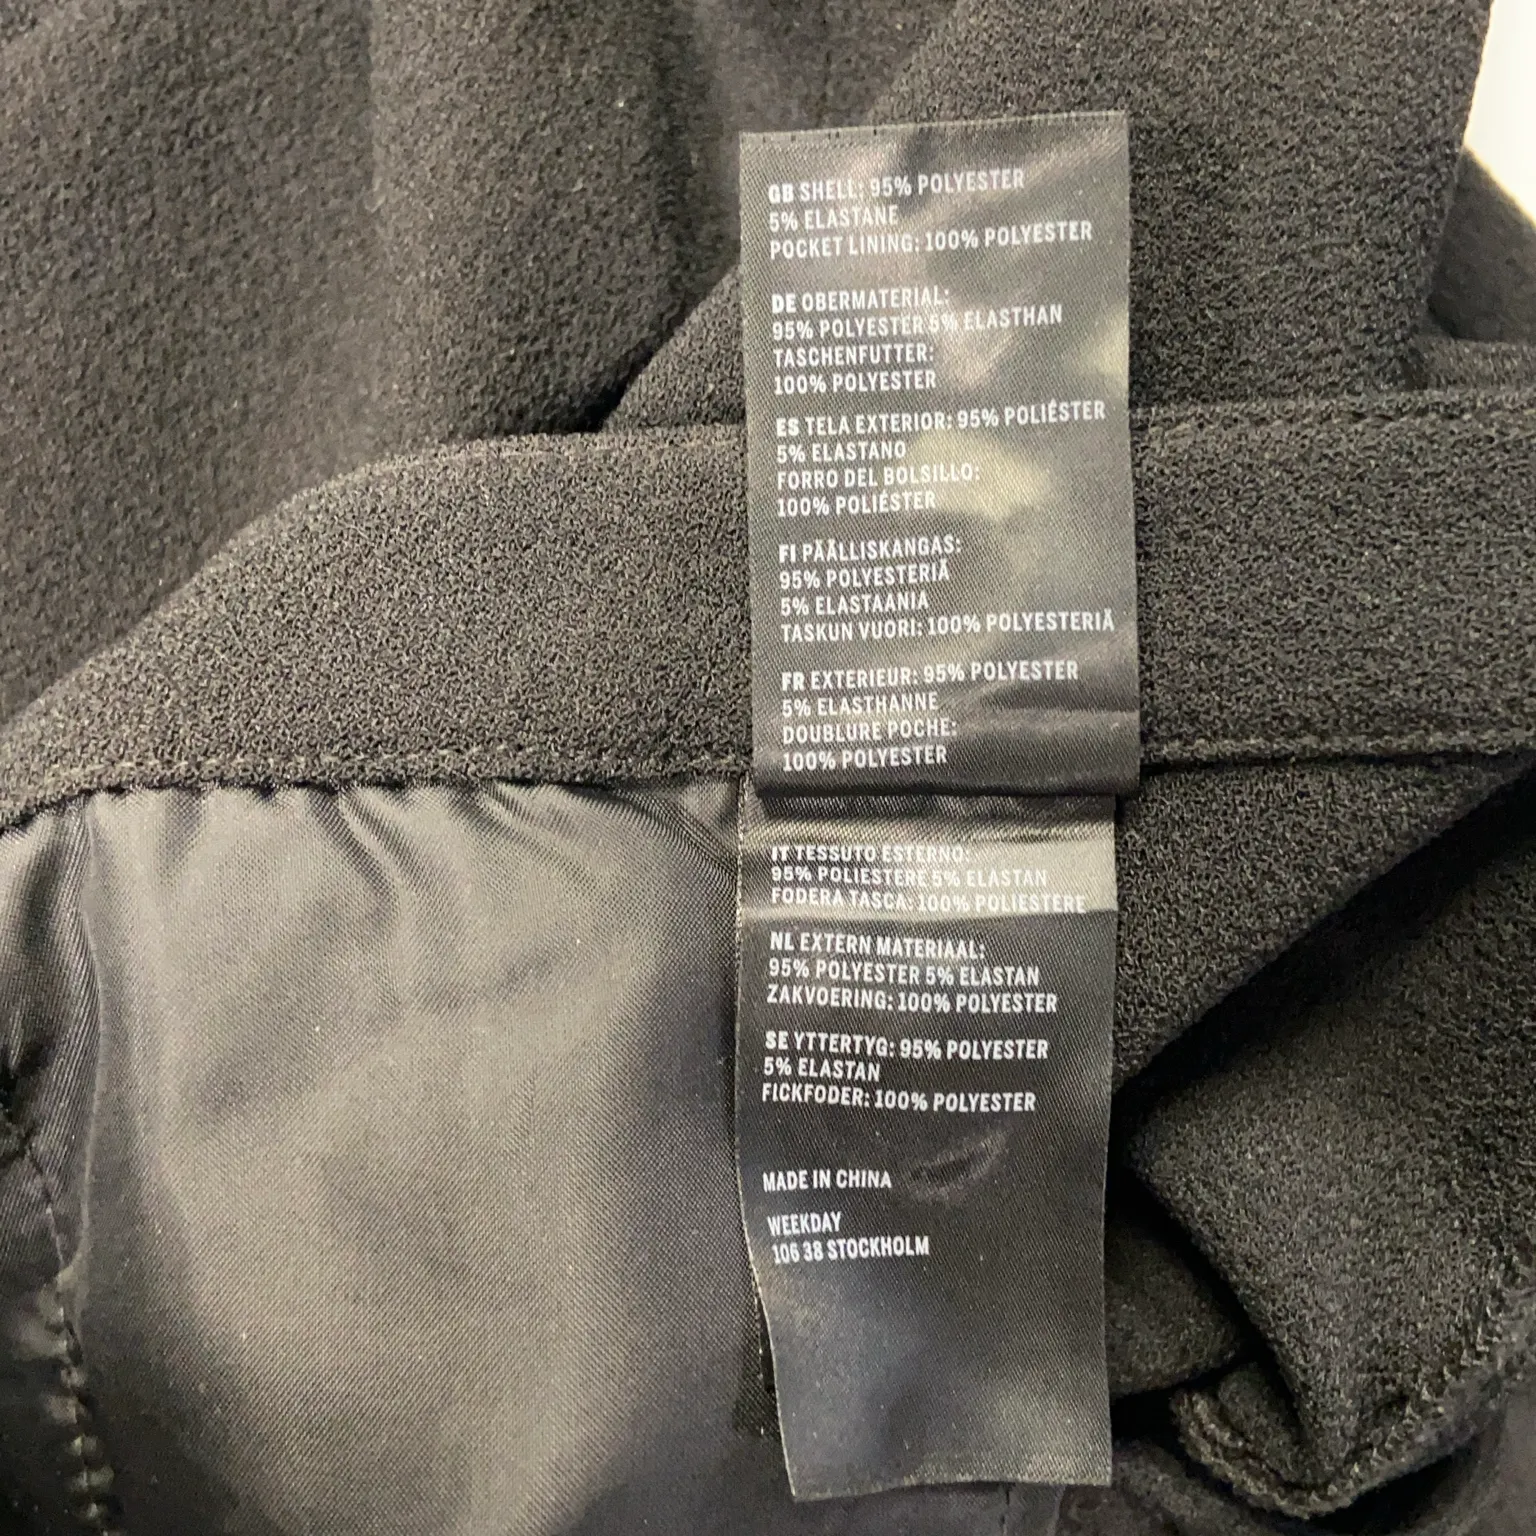 GB SHELL: 95% POLYESTER
5% ELASTANE
POCKET LINING: 100% POLYESTER
DE OBERMATERIAL:
95% POLYESTER 5% ELASTHAN
TASCHENFUTTER:
100% POLYESTER
ES TELA EXTERIOR: 95% POLIÉSTER
5% ELASTANO
FORRO DEL BOLSILLO:
100% POLIÉSTER
FI PÄÄLLISKANGAS:
95% POLYESTERIÄ
5% ELASTAANIA
TASKUN VUORI: 100% POLYESTERIÄ
FR EXTERIEUR: 95% POLYESTER
5% ELASTHANNE
DOUBLURE POCHE:
100% POLYESTER
IT TESSUTO ESTERNO:
95% POLIESTERE 5% ELASTAN
FODERA TASCA: 100% POLIESTERE
NL EXTERN MATERIAAL:
95% POLYESTER 5% ELASTAN
ZAKVOERING: 100% POLYESTER
SE YTTERTYG: 95% POLYESTER
5% ELASTAN
FICKFODER: 100% POLYESTER
MADE IN CHINA
WEEKDAY
106 38 STOCKHOLM